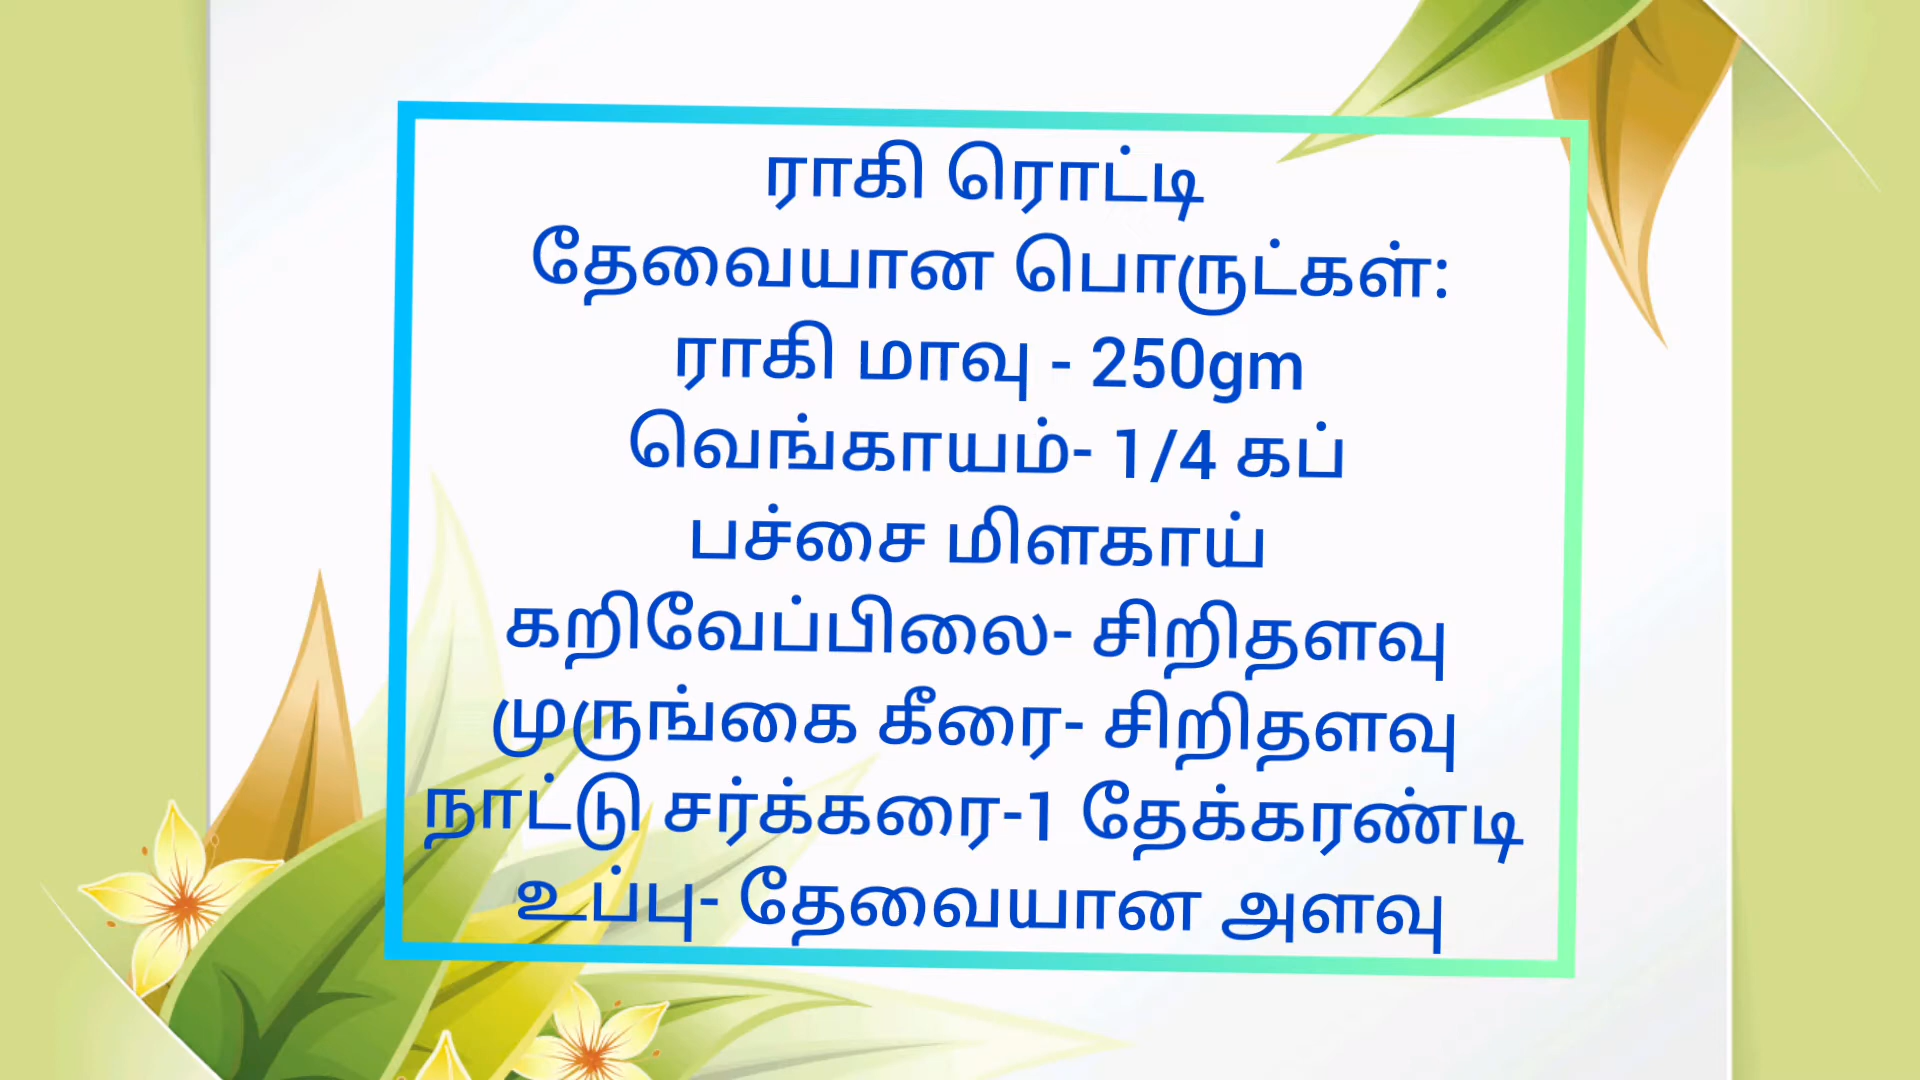 ராகி ரொட்டி
தேவையான பொருட்கள்:
ராகி மாவு - 250gm
வெங்காயம்- 1/4 கப்
பச்சை மிளகாய்
கறிவேப்பிலை- சிறிதளவு
முருங்கை கீரை- சிறிதளவு
நாட்டு சர்க்கரை-1 தேக்கரண்டி
உப்பு- தேவையான அளவு